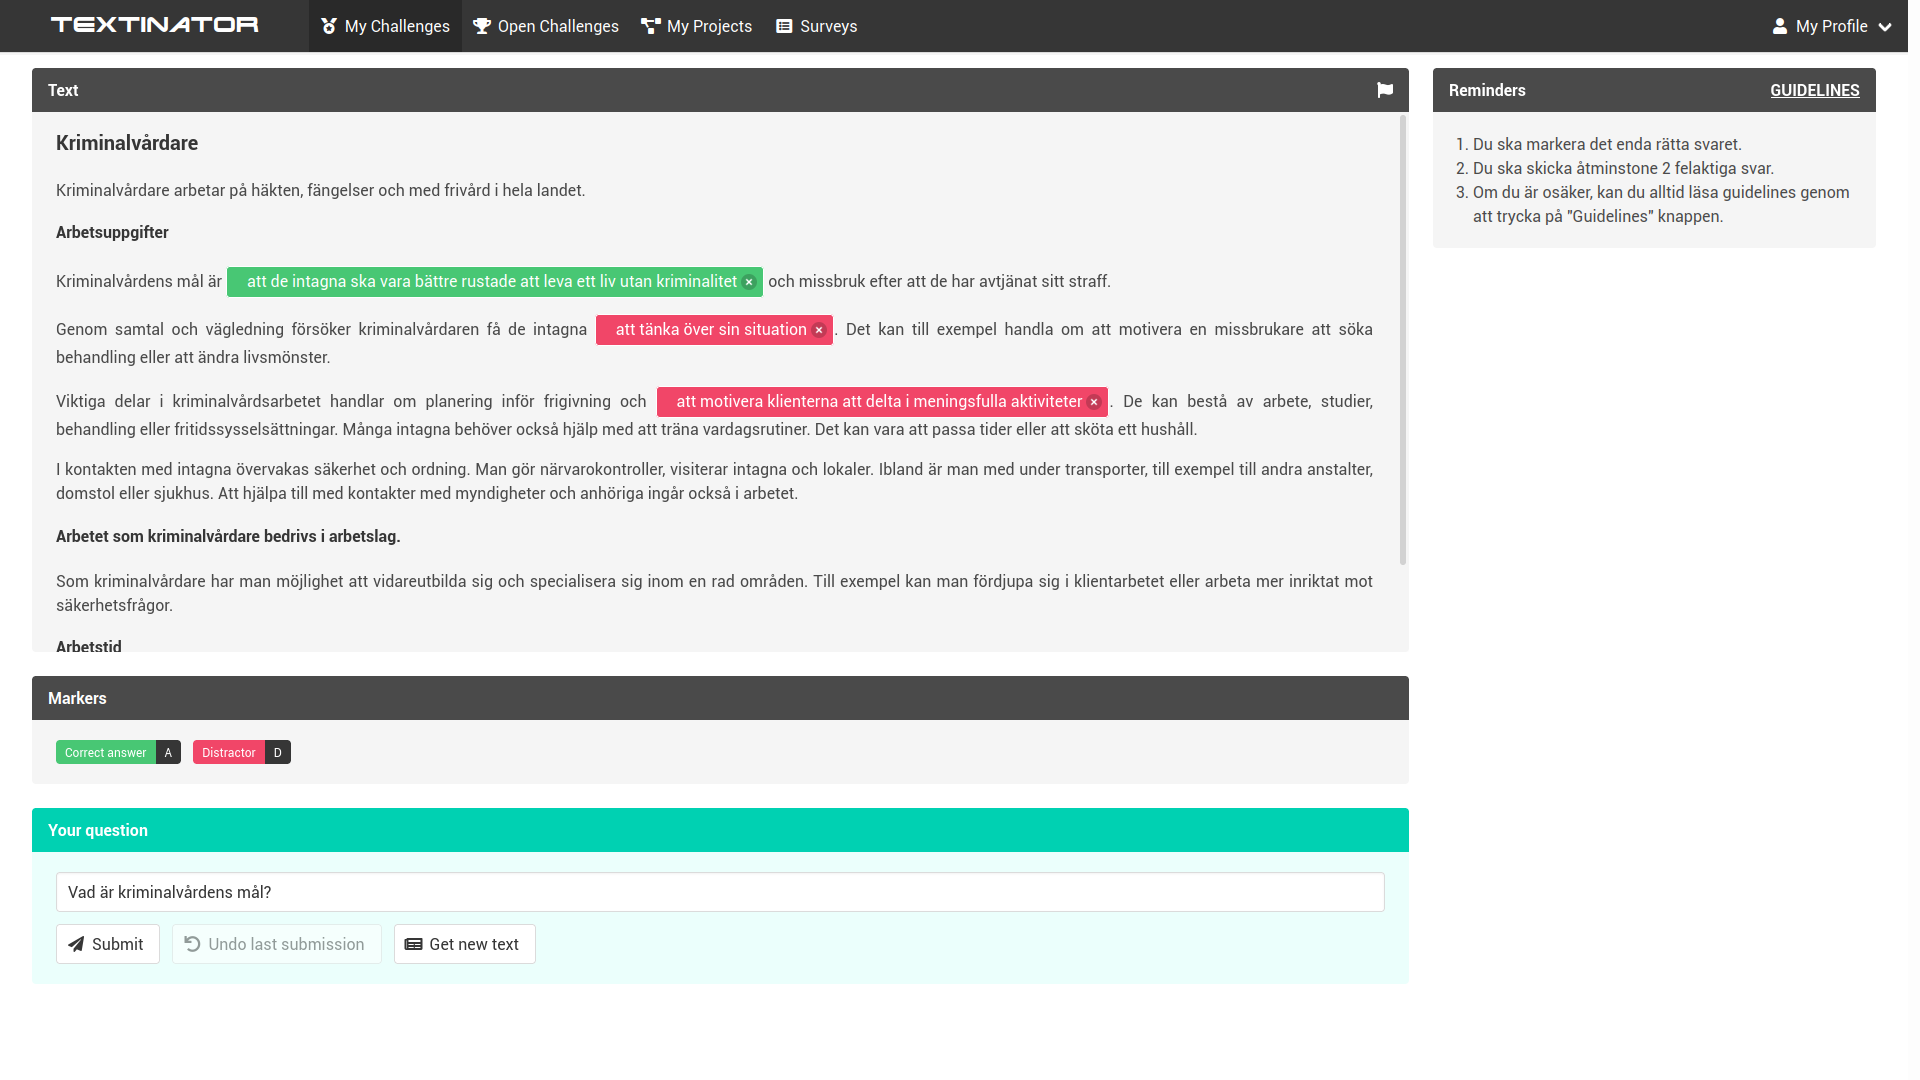 TEXTINATOR
My Challenges
Open Challenges
My Projects
Surveys
My Profile
Text
Kriminalvårdare
Kriminalvårdare arbetar på häkten, fängelser och med frivård i hela landet.
Arbetsuppgifter
Kriminalvårdens mål är att de intagna ska vara bättre rustade att leva ett liv utan kriminalitet och missbruk efter att de har avtjänat sitt straff.
Genom samtal och vägledning försöker kriminalvårdaren få de intagna att tänka över sin situation . Det kan till exempel handla om att motivera en missbrukare att söka
behandling eller att ändra livsmönster.
Viktiga delar i kriminalvårdsarbetet handlar om planering inför frigivning och att motivera klienterna att delta i meningsfulla aktiviteter . De kan bestå av arbete, studier,
behandling eller fritidssysselsättningar. Många intagna behöver också hjälp med att träna vardagsrutiner. Det kan vara att passa tider eller att sköta ett hushåll.
I kontakten med intagna övervakas säkerhet och ordning. Man gör närvarokontroller, visiterar intagna och lokaler. Ibland är man med under transporter, till exempel till andra anstalter,
domstol eller sjukhus. Att hjälpa till med kontakter med myndigheter och anhöriga ingår också i arbetet.
Arbetet som kriminalvårdare bedrivs i arbetslag.
Som kriminalvårdare har man möjlighet att vidareutbilda sig och specialisera sig inom en rad områden. Till exempel kan man fördjupa sig i klientarbetet eller arbeta mer inriktat mot
säkerhetsfrågor.
Arbetstid
Markers
Correct answer A
Distractor D
Your question
Vad är kriminalvårdens mål?
Submit
Undo last submission
Get new text
Reminders
GUIDELINES
1. Du ska markera det enda rätta svaret.
2. Du ska skicka åtminstone 2 felaktiga svar.
3. Om du är osäker, kan du alltid läsa guidelines genom
att trycka på "Guidelines" knappen.